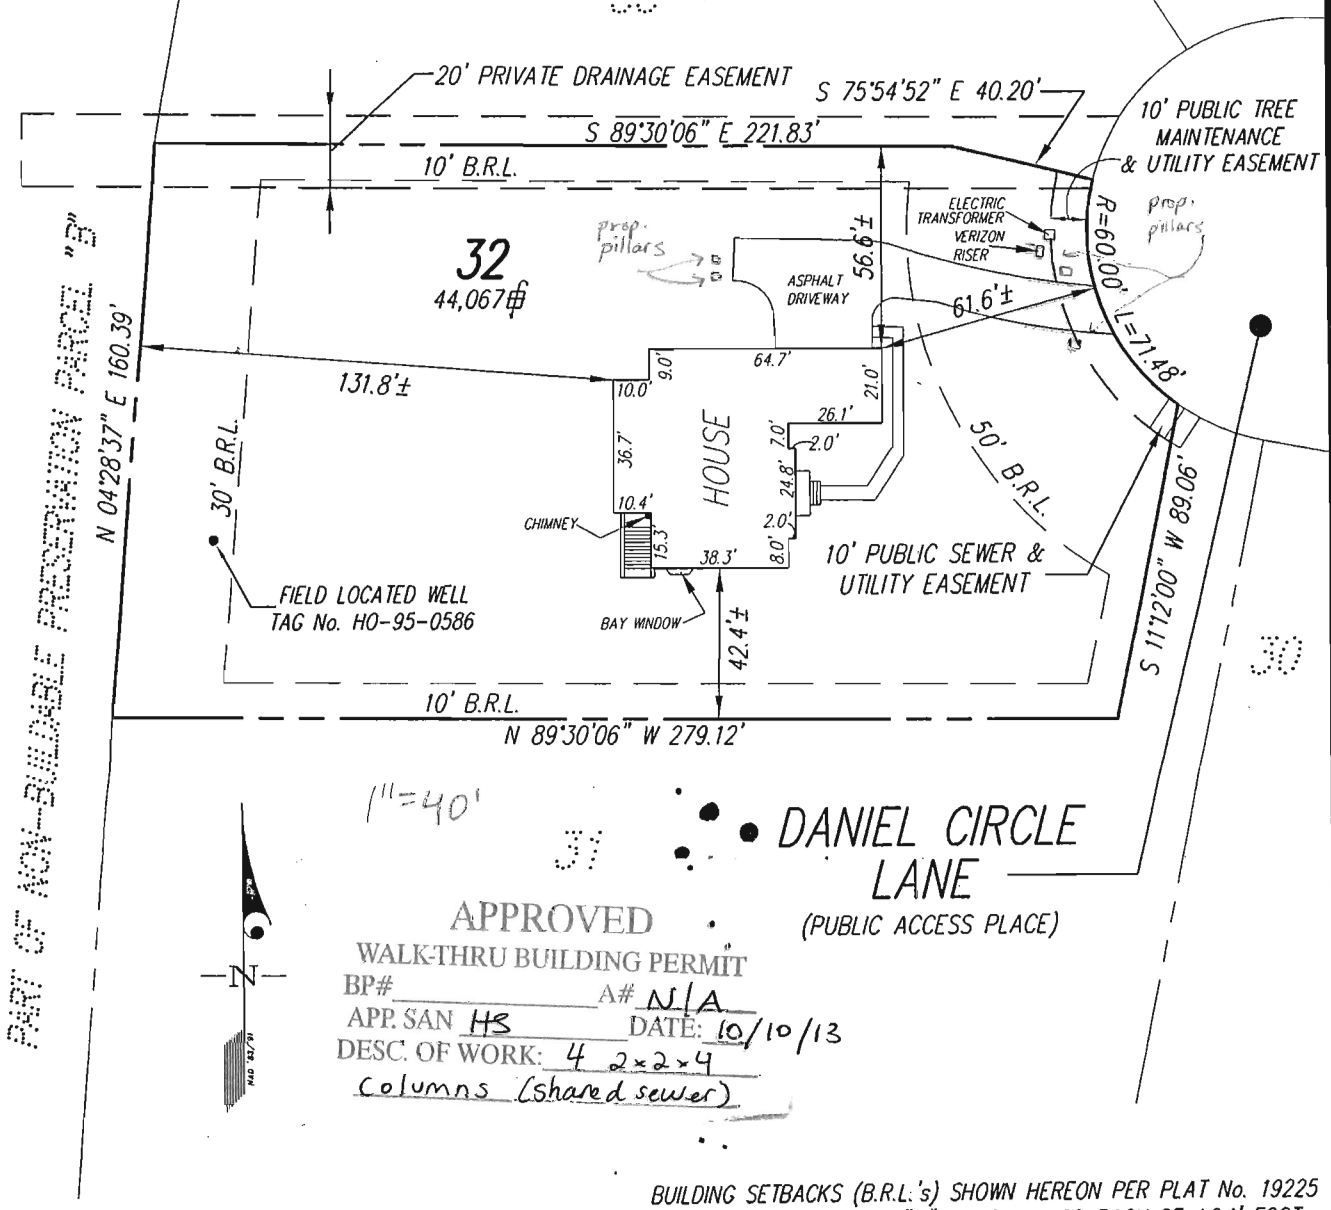 20' PRIVATE DRAINAGE EASEMENT
S 75°54'52" E 40.20'
10' PUBLIC TREE
MAINTENANCE
& UTILITY EASEMENT
S 89°30'06" E 221.83'
10' B.R.L.
prop.
pillars
32
44,067
ELECTRIC
TRANSFORMER
VERIZON
RISER
prop.
pillars
R=60.00'
L=71.48'
56.6'±
ASPHALT
DRIVEWAY
61.6'±
PART OF NON-BUILDABLE PRESERVATION PARCEL "B"
N 04°28'37" E 160.39'
131.8'±
9.0'
64.7'
10.0'
21.0'
26.1'
7.0'
2.0'
HOUSE
36.7'
24.8'
30' B.R.L.
50' B.R.L.
10.4'
CHIMNEY
15.3'
2.0'
38.3'
8.0'
10' PUBLIC SEWER &
UTILITY EASEMENT
FIELD LOCATED WELL
TAG No. HO-95-0586
BAY WINDOW
42.4'±
S 11°12'00" W 89.06'
30
10' B.R.L.
N 89°30'06" W 279.12'
1"=40'
31
DANIEL CIRCLE
LANE
(PUBLIC ACCESS PLACE)
N
NAD '83/'91
APPROVED
WALK-THRU BUILDING PERMIT
BP# A# N/A
APP. SAN HS DATE: 10/10/13
DESC. OF WORK: 4 2x2x4
columns (shared sewer)
BUILDING SETBACKS (B.R.L.'s) SHOWN HEREON PER PLAT No. 19225